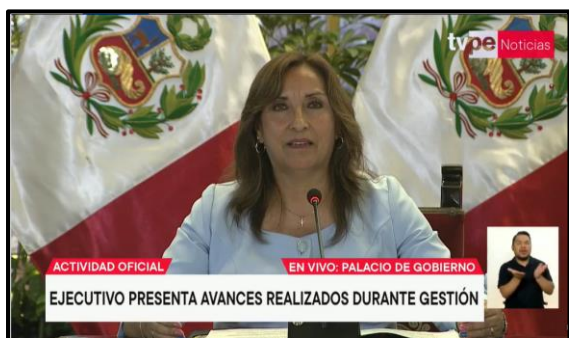 tvpe Noticias
ACTIVIDAD OFICIAL
EN VIVO: PALACIO DE GOBIERNO
EJECUTIVO PRESENTA AVANCES REALIZADOS DURANTE GESTIÓN